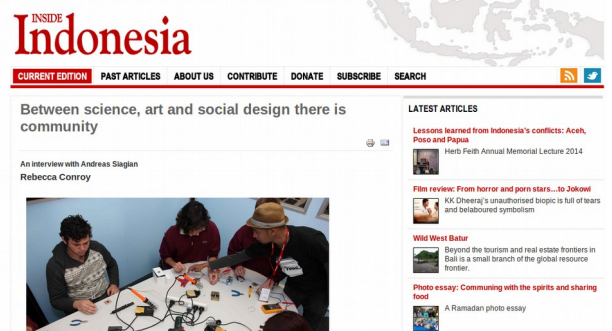 INSIDE
Indonesia
CURRENT EDITION PAST ARTICLES ABOUT US CONTRIBUTE DONATE SUBSCRIBE SEARCH
Between science, art and social design there is
community
An interview with Andreas Siagian
Rebecca Conroy
LATEST ARTICLES
Lessons learned from Indonesia's conflicts: Aceh,
Poso and Papua
Herb Feith Annual Memorial Lecture 2014
Film review: From horror and porn stars...to Jokowi
KK Dheeraj's unauthorised biopic is full of tears
and belaboured symbolism
Wild West Batur
Beyond the tourism and real estate frontiers in
Bali is a small branch of the global resource
frontier.
Photo essay: Communing with the spirits and sharing
food
A Ramadan photo essay